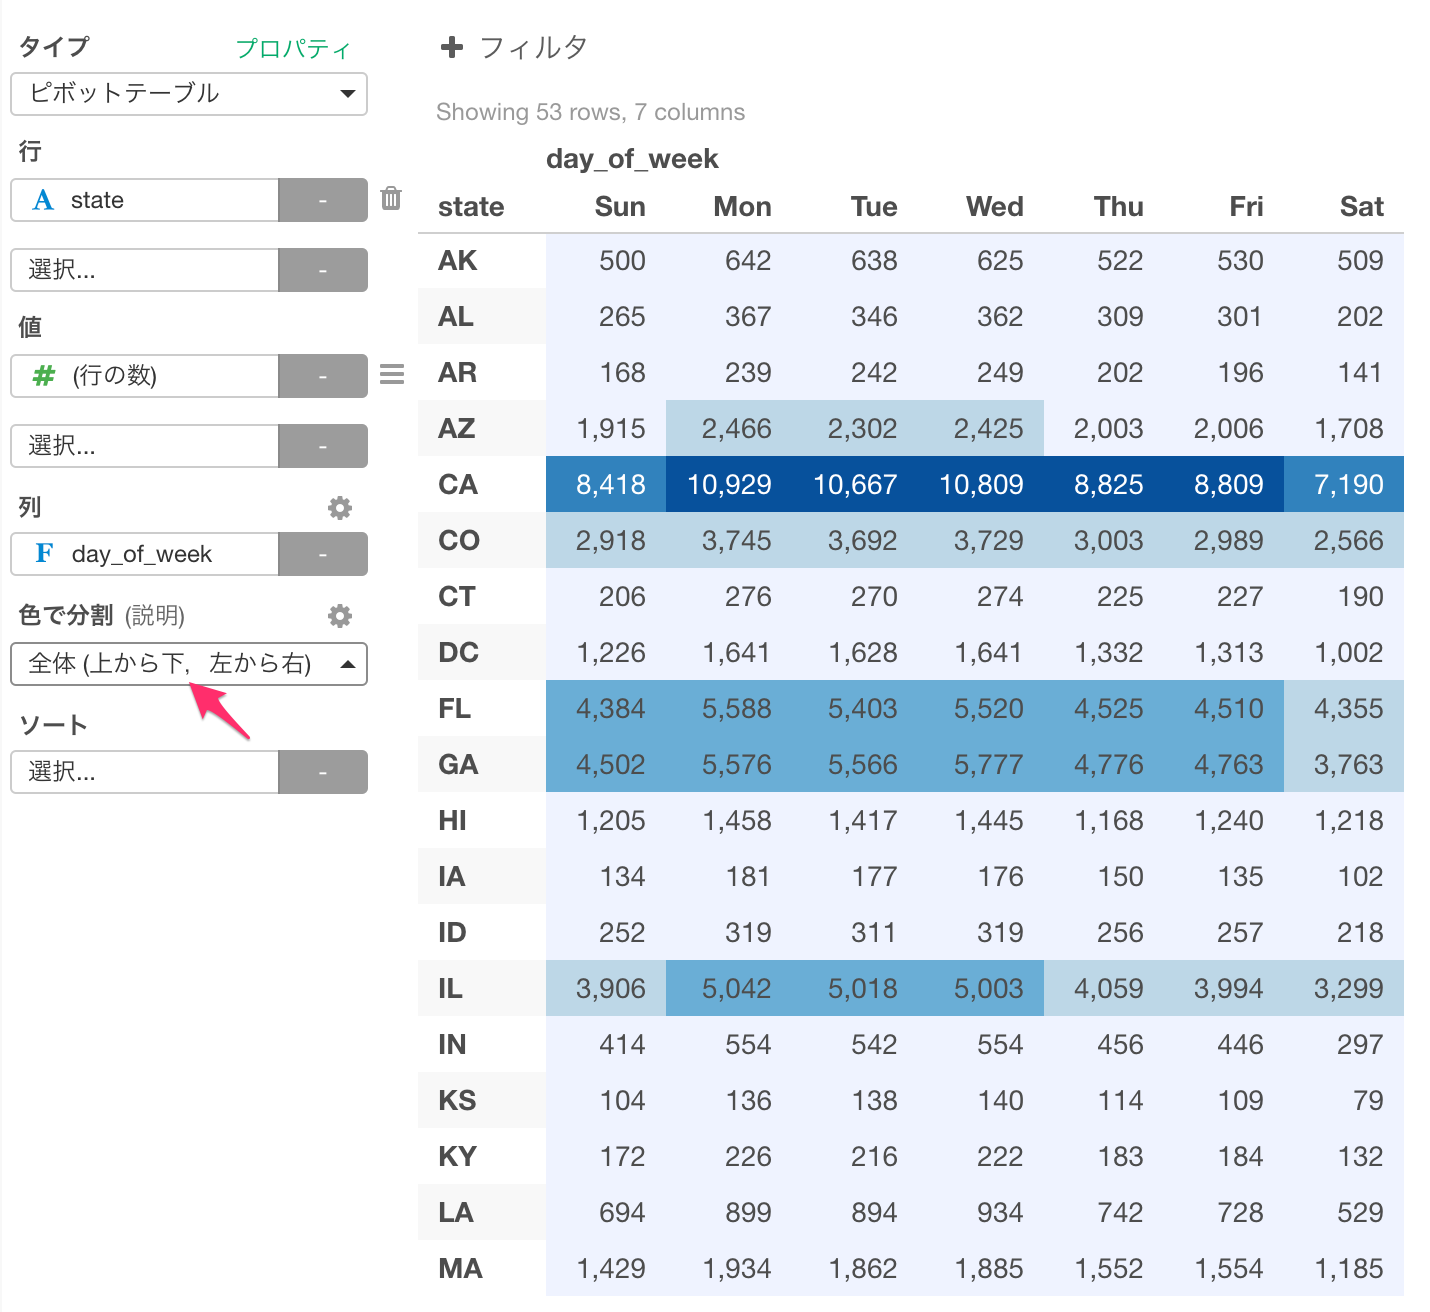 タイプ プロパティ
ピボットテーブル
行
A state -
選択... -
値
# (行の数) -
選択... -
列
F day_of_week -
色で分割 (説明)
全体 (上から下, 左から右)
ソート
選択... -
+ フィルタ
Showing 53 rows, 7 columns
day_of_week
state Sun Mon Tue Wed Thu Fri Sat
AK 500 642 638 625 522 530 509
AL 265 367 346 362 309 301 202
AR 168 239 242 249 202 196 141
AZ 1,915 2,466 2,302 2,425 2,003 2,006 1,708
CA 8,418 10,929 10,667 10,809 8,825 8,809 7,190
CO 2,918 3,745 3,692 3,729 3,003 2,989 2,566
CT 206 276 270 274 225 227 190
DC 1,226 1,641 1,628 1,641 1,332 1,313 1,002
FL 4,384 5,588 5,403 5,520 4,525 4,510 4,355
GA 4,502 5,576 5,566 5,777 4,776 4,763 3,763
HI 1,205 1,458 1,417 1,445 1,168 1,240 1,218
IA 134 181 177 176 150 135 102
ID 252 319 311 319 256 257 218
IL 3,906 5,042 5,018 5,003 4,059 3,994 3,299
IN 414 554 542 554 456 446 297
KS 104 136 138 140 114 109 79
KY 172 226 216 222 183 184 132
LA 694 899 894 934 742 728 529
MA 1,429 1,934 1,862 1,885 1,552 1,554 1,185